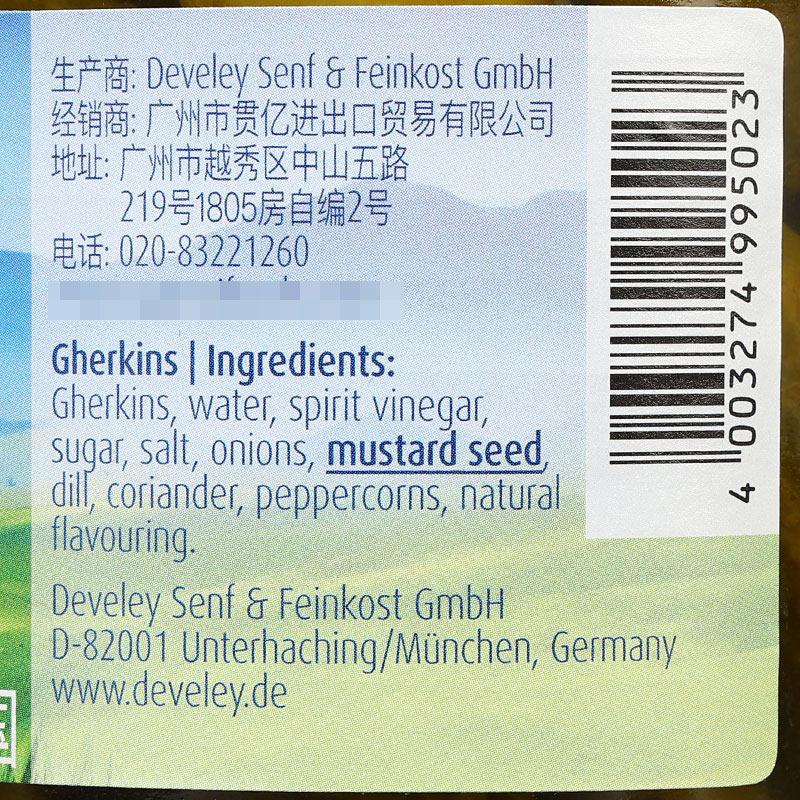 生产商: Develey Senf & Feinkost GmbH
经销商: 广州市贯亿进出口贸易有限公司
地址: 广州市越秀区中山五路
219号1805房自编2号
电话: 020-83221260
Gherkins | Ingredients:
Gherkins, water, spirit vinegar,
sugar, salt, onions, mustard seed,
dill, coriander, peppercorns, natural
flavouring.
Develey Senf & Feinkost GmbH
D-82001 Unterhaching/München, Germany
www.develey.de
4 003274 995023